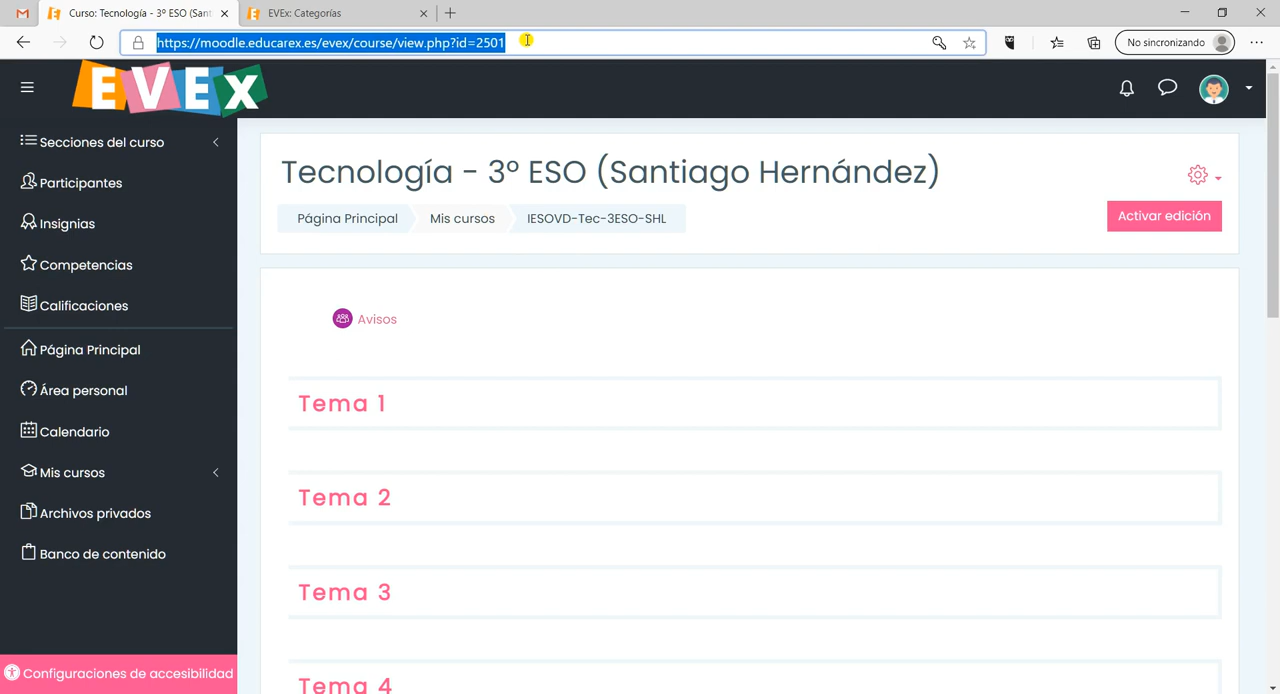 Curso: Tecnología - 3º ESO (Sant
EVEx: Categorías
https://moodle.educarex.es/evex/course/view.php?id=2501
No sincronizando
EVEx
Secciones del curso
Participantes
Insignias
Competencias
Calificaciones
Página Principal
Área personal
Calendario
Mis cursos
Archivos privados
Banco de contenido
Configuraciones de accesibilidad
Tecnología - 3º ESO (Santiago Hernández)
Página Principal
Mis cursos
IESOVD-Tec-3ESO-SHL
Activar edición
Avisos
Tema 1
Tema 2
Tema 3
Tema 4